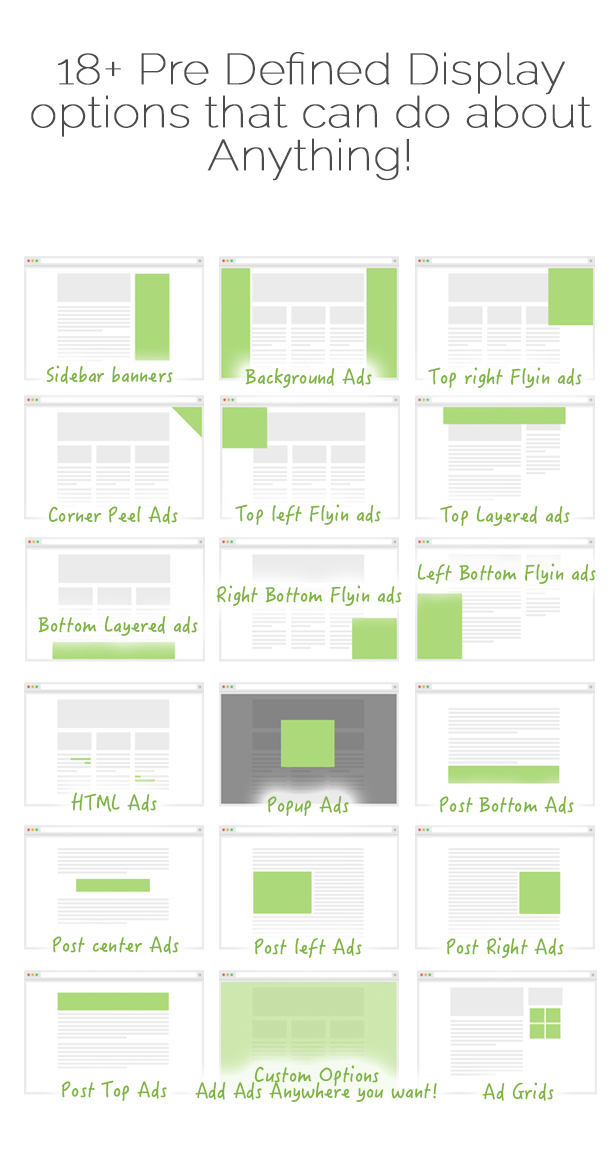 18+ Pre Defined Display
options that can do about
Anything!
Sidebar banners
Background Ads
Top right Flyin ads
Corner Peel Ads
Top left Flyin ads
Top Layered ads
Bottom Layered ads
Right Bottom Flyin ads
Left Bottom Flyin ads
HTML Ads
Popup Ads
Post Bottom Ads
Post center Ads
Post left Ads
Post Right Ads
Post Top Ads
Custom Options
Add Ads Anywhere you want!
Ad Grids